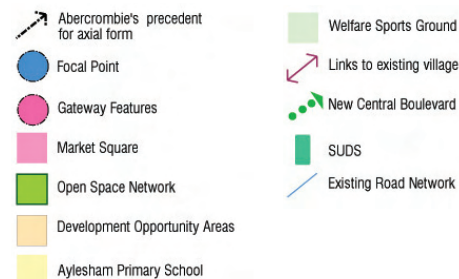 Abercrombie's precedent
for axial form
Focal Point
Gateway Features
Market Square
Open Space Network
Development Opportunity Areas
Aylesham Primary School
Welfare Sports Ground
Links to existing village
New Central Boulevard
SUDS
Existing Road Network